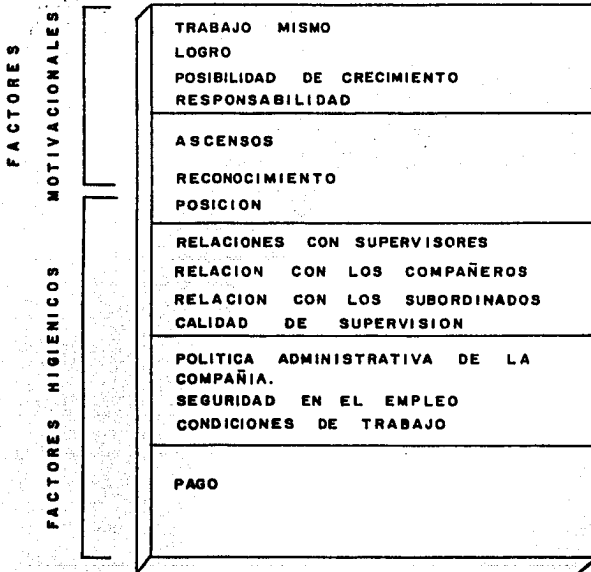 FACTORES
MOTIVACIONALES
TRABAJO MISMO
LOGRO
POSIBILIDAD DE CRECIMIENTO
RESPONSABILIDAD
ASCENSOS
RECONOCIMIENTO
POSICION
FACTORES HIGIENICOS
RELACIONES CON SUPERVISORES
RELACION CON LOS COMPAÑEROS
RELACION CON LOS SUBORDINADOS
CALIDAD DE SUPERVISION
POLITICA ADMINISTRATIVA DE LA
COMPAÑIA.
SEGURIDAD EN EL EMPLEO
CONDICIONES DE TRABAJO
PAGO